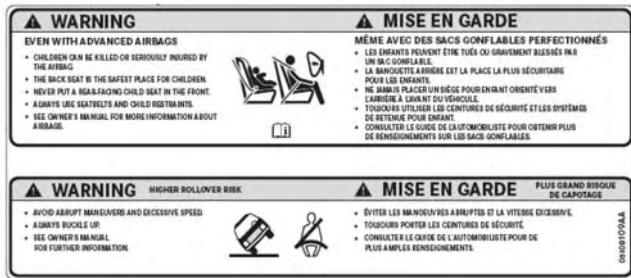 WARNING
EVEN WITH ADVANCED AIRBAGS
• CHILDREN CAN BE KILLED OR SERIOUSLY INJURED BY
THE AIRBAG
• THE BACK SEAT IS THE SAFEST PLACE FOR CHILDREN.
• NEVER PUT A REAR-FACING CHILD SEAT IN THE FRONT.
• ALWAYS USE SEATBELTS AND CHILD RESTRAINTS.
• SEE OWNER'S MANUAL FOR MORE INFORMATION ABOUT
AIRBAGS.
MISE EN GARDE
MÊME AVEC DES SACS GONFLABLES PERFECTIONNÉS
• LES ENFANTS PEUVENT ÊTRE TUÉS OU GRAVEMENT BLESSÉS PAR
UN SAC GONFLABLE.
• LA BANQUETTE ARRIÈRE EST LA PLACE LA PLUS SÉCURITAIRE
POUR LES ENFANTS.
• NE JAMAIS PLACER UN SIÈGE POUR ENFANT ORIENTÉ VERS
L'ARRIÈRE À L'AVANT DU VÉHICULE.
• TOUJOURS UTILISER LES CEINTURES DE SÉCURITÉ ET LES SYSTÈMES
DE RETENUE POUR ENFANT.
• CONSULTER LE GUIDE DE L'AUTOMOBILISTE POUR OBTENIR PLUS
DE RENSEIGNEMENTS SUR LES SACS GONFLABLES.
WARNING HIGHER ROLLOVER RISK
• AVOID ABRUPT MANEUVERS AND EXCESSIVE SPEED.
• ALWAYS BUCKLE UP.
• SEE OWNER'S MANUAL
FOR FURTHER INFORMATION.
MISE EN GARDE PLUS GRAND RISQUE
DE CAPOTAGE
• ÉVITER LES MANOEUVRES ABRUPTES ET LA VITESSE EXCESSIVE.
• TOUJOURS PORTER LES CEINTURES DE SÉCURITÉ.
• CONSULTER LE GUIDE DE L'AUTOMOBILISTE POUR DE
PLUS AMPLES RENSEIGNEMENTS.